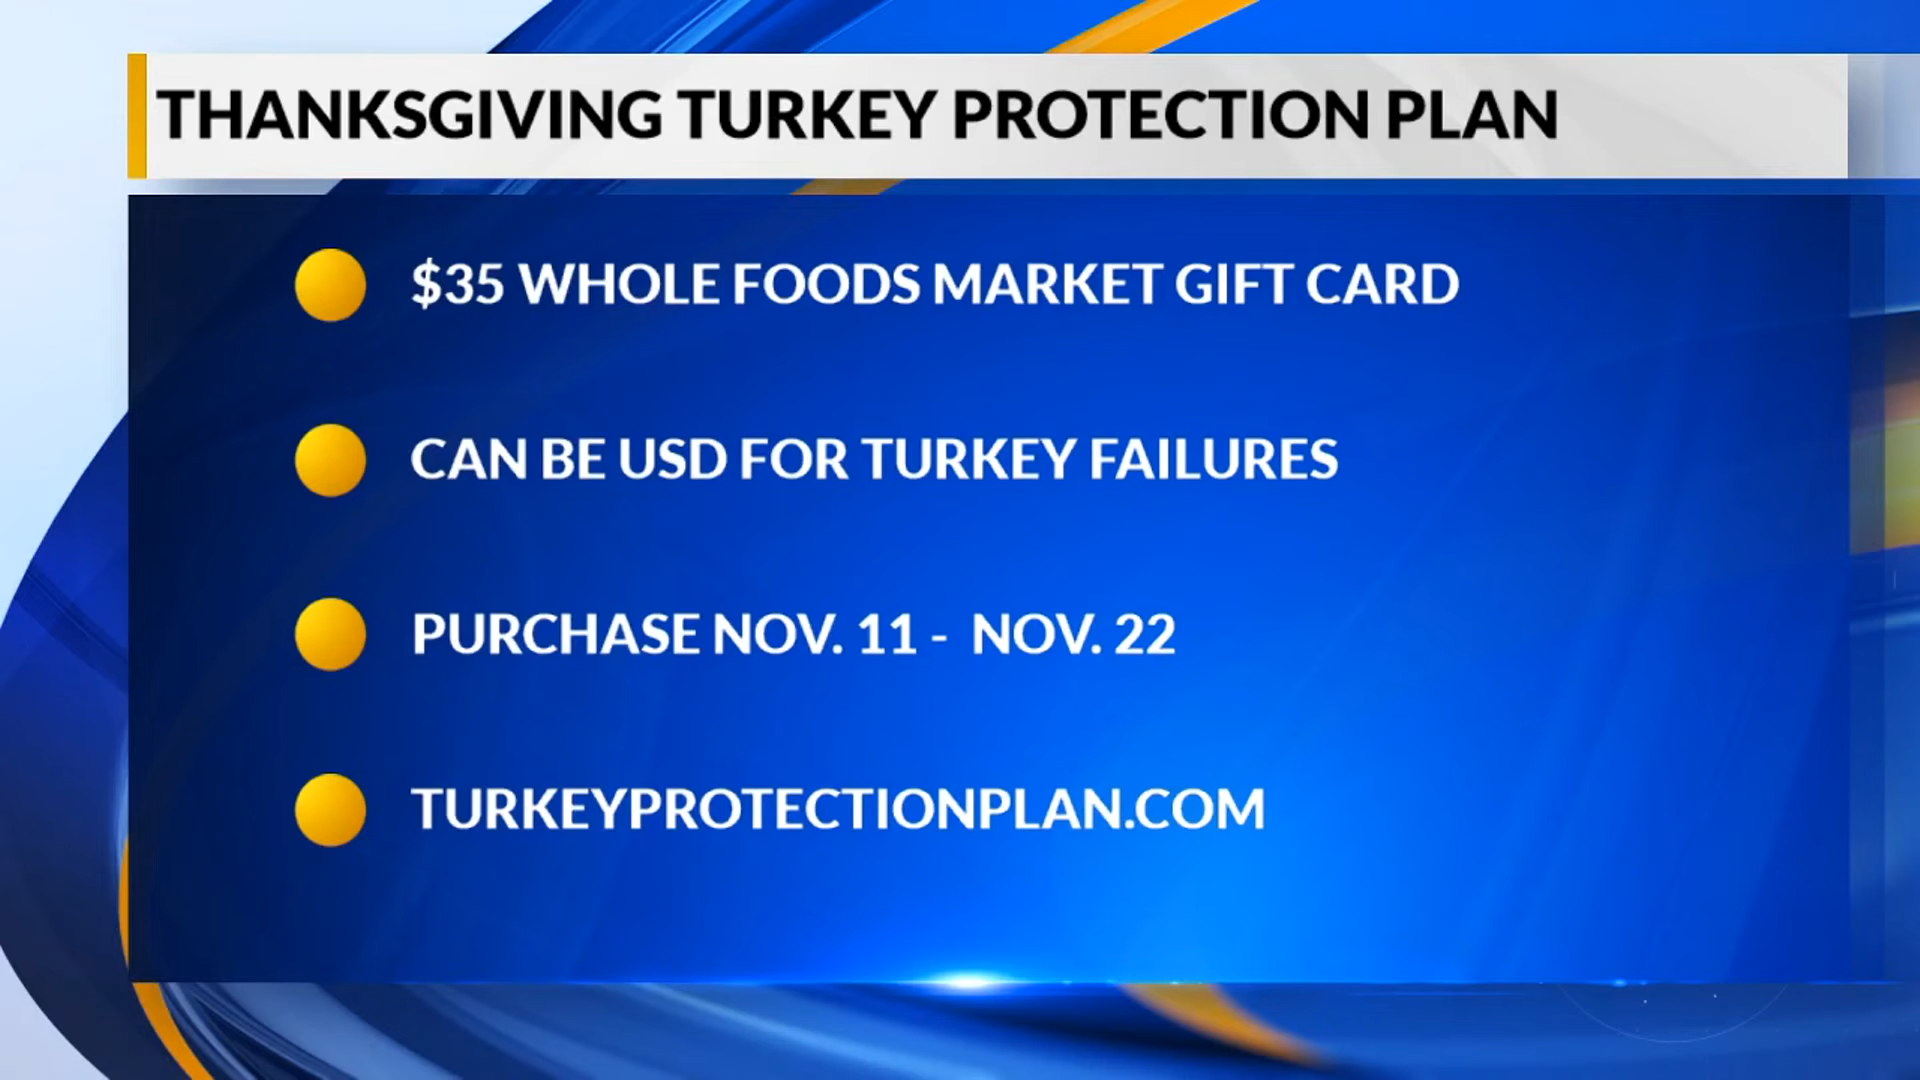 THANKSGIVING TURKEY PROTECTION PLAN
$35 WHOLE FOODS MARKET GIFT CARD
CAN BE USD FOR TURKEY FAILURES
PURCHASE NOV. 11 - NOV. 22
TURKEYPROTECTIONPLAN.COM